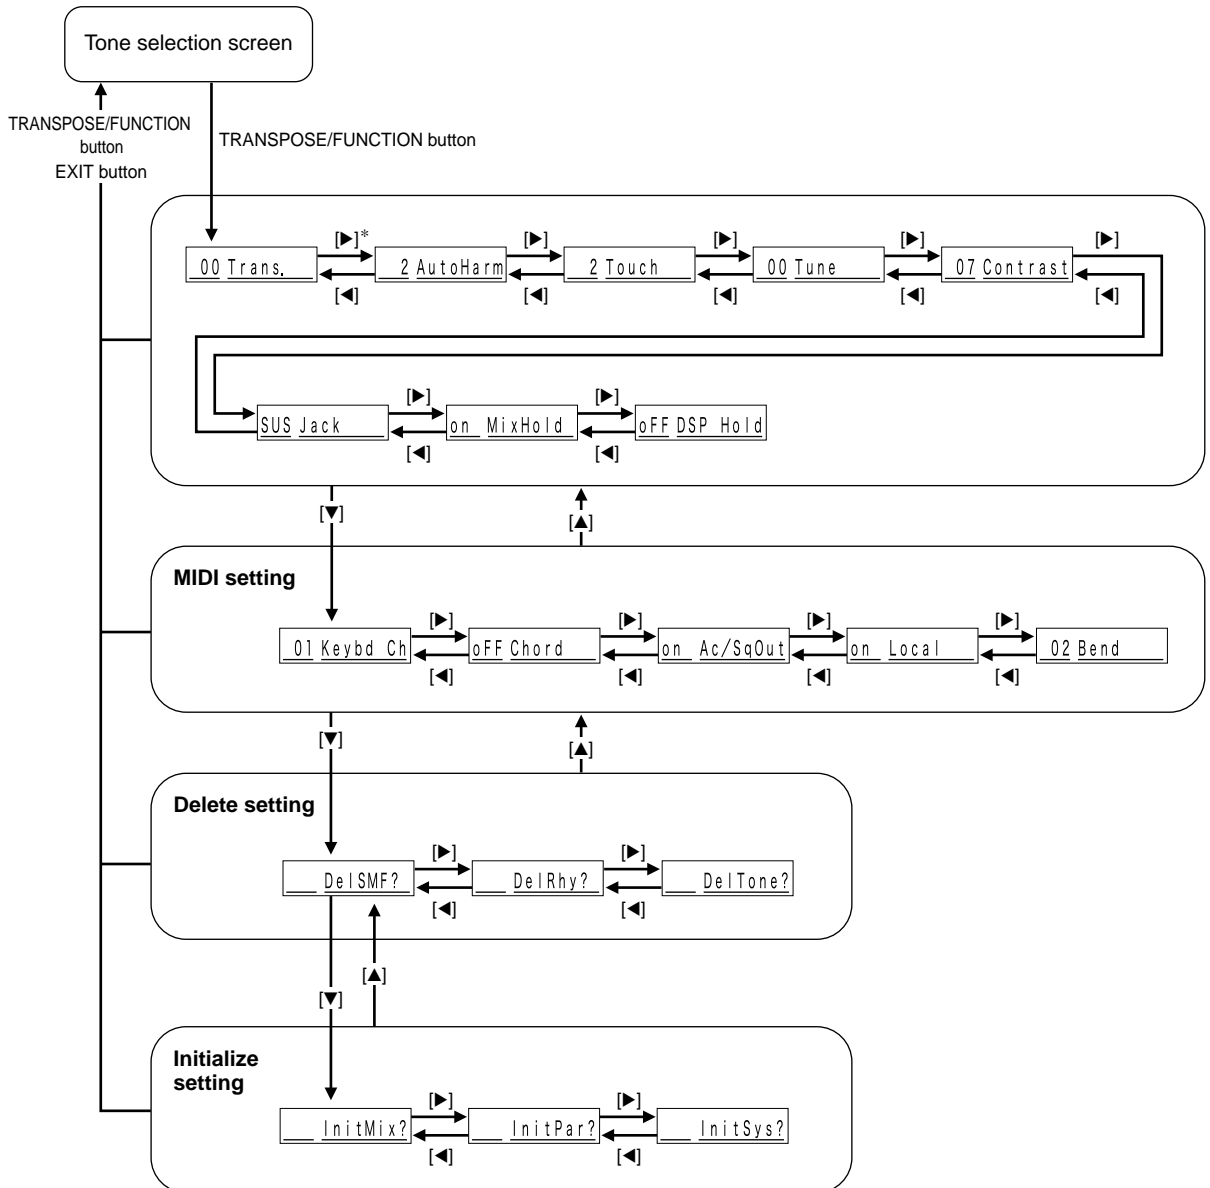 Tone selection screen
TRANSPOSE/FUNCTION
button
EXIT button
TRANSPOSE/FUNCTION button
[▶]* [▶] [▶] [▶] [▶]
00 Trans. 2 AutoHarm 2 Touch 00 Tune 07 Contrast
[◀] [◀] [◀] [◀] [◀]
[▶] [▶]
SUS Jack on MixHold oFF DSP Hold
[◀] [◀]
[▼] [▲]
MIDI setting
[▶] [▶] [▶] [▶]
01 Keybd Ch oFF Chord on Ac/SqOut on Local 02 Bend
[◀] [◀] [◀] [◀]
[▼] [▲]
Delete setting
[▶] [▶]
DelSMF? DelRhy? DelTone?
[◀] [◀]
[▲]
[▼]
Initialize
setting
[▶] [▶]
InitMix? InitPar? InitSys?
[◀] [◀]